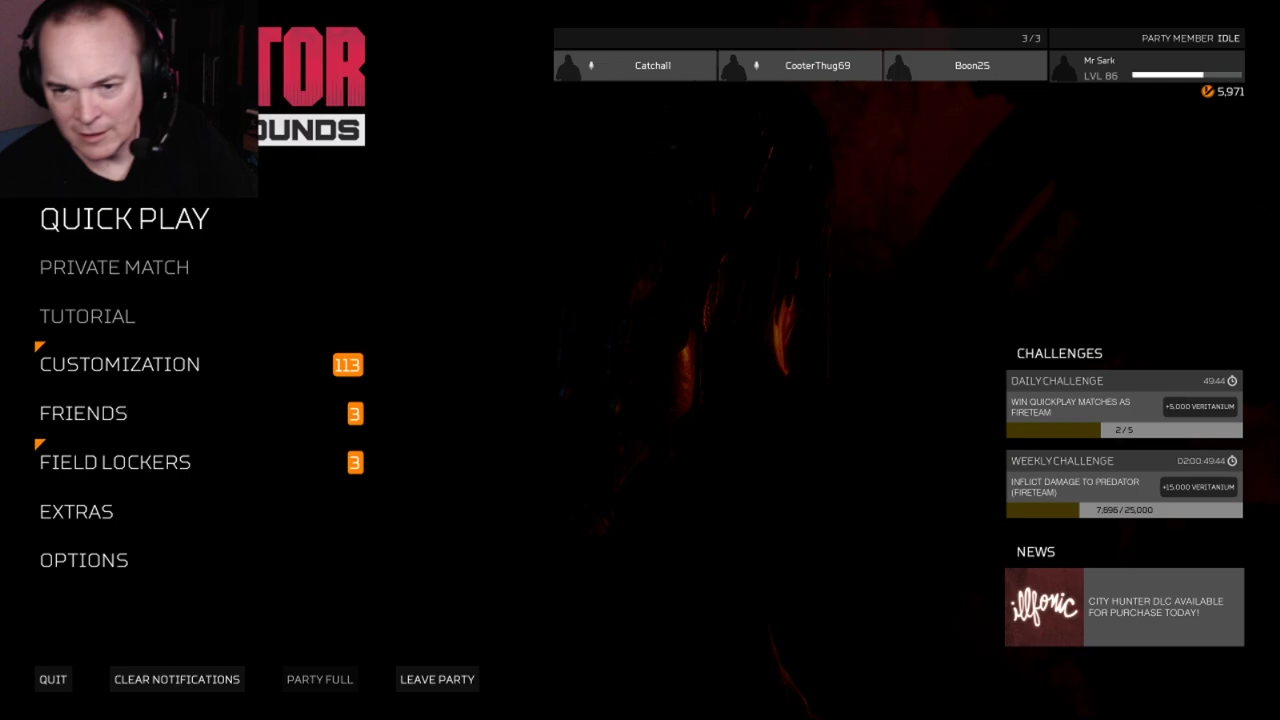 TOR
OUNDS
3 / 3
PARTY MEMBER IDLE
Catchall
CooterThug69
Boon25
Mr Sark
LVL 86
5,971
QUICK PLAY
PRIVATE MATCH
TUTORIAL
CUSTOMIZATION 113
FRIENDS 3
FIELD LOCKERS 3
EXTRAS
OPTIONS
CHALLENGES
DAILY CHALLENGE 49:44
WIN QUICKPLAY MATCHES AS
FIRETEAM
+5,000 VERITANIUM
2 / 5
WEEKLY CHALLENGE 02:00:49:44
INFLICT DAMAGE TO PREDATOR
(FIRETEAM)
+15,000 VERITANIUM
7,696 / 25,000
NEWS
illfonic
CITY HUNTER DLC AVAILABLE
FOR PURCHASE TODAY!
QUIT
CLEAR NOTIFICATIONS
PARTY FULL
LEAVE PARTY